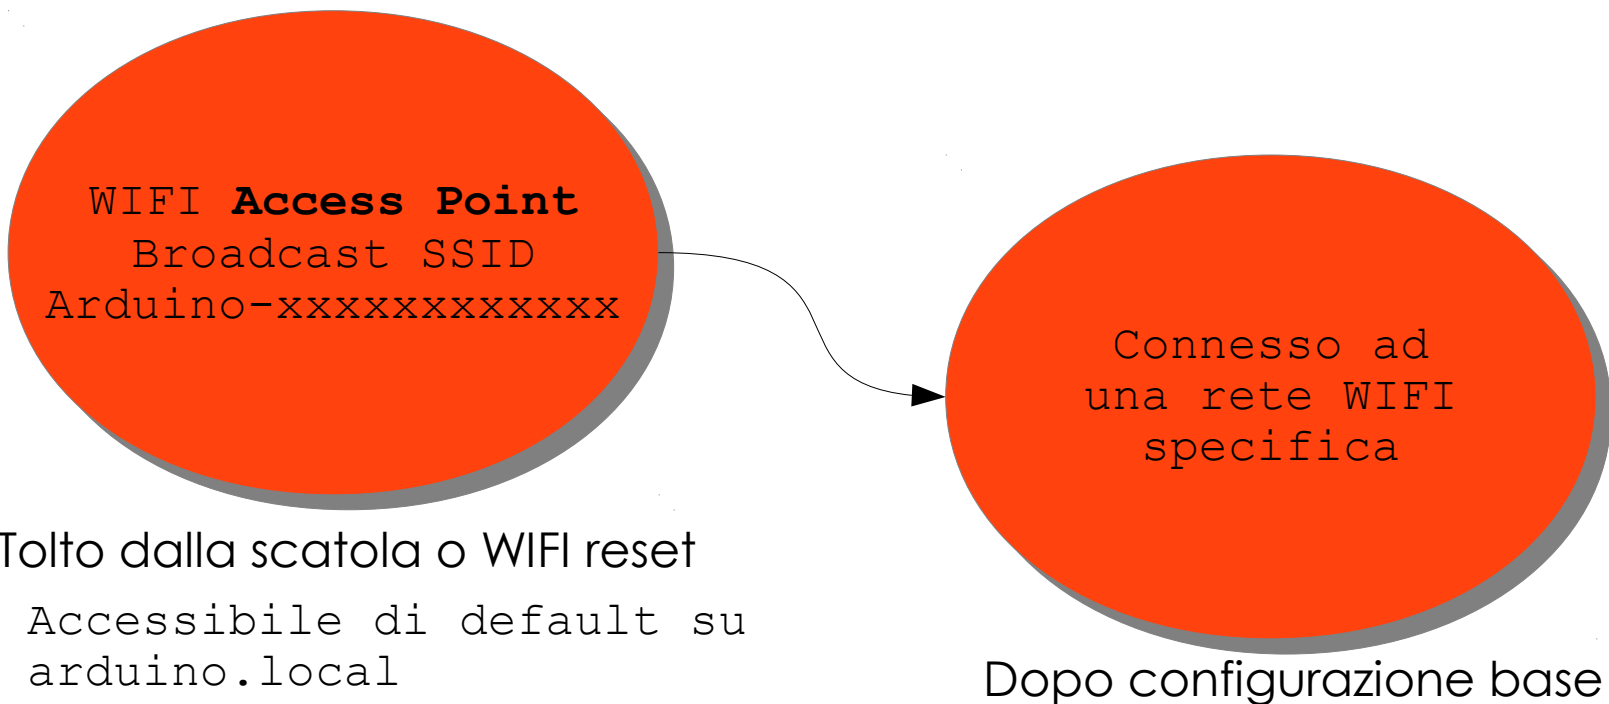 WIFI Access Point
Broadcast SSID
Arduino-xxxxxxxxxxxx
Connesso ad
una rete WIFI
specifica
Tolto dalla scatola o WIFI reset
Accessibile di default su
arduino.local
Dopo configurazione base